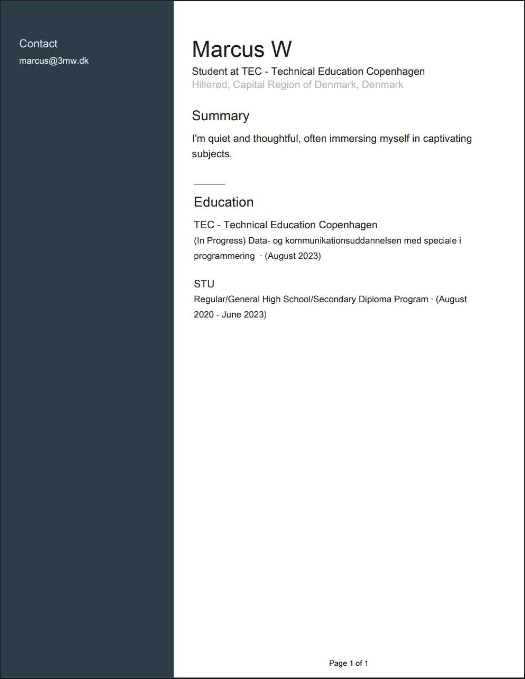 Contact
marcus@3mw.dk
Marcus W
Student at TEC - Technical Education Copenhagen
Hillerød, Capital Region of Denmark, Denmark
Summary
I'm quiet and thoughtful, often immersing myself in captivating
subjects.
Education
TEC - Technical Education Copenhagen
(In Progress) Data- og kommunikationsuddannelsen med speciale i
programmering · (August 2023)
STU
Regular/General High School/Secondary Diploma Program · (August
2020 - June 2023)
Page 1 of 1